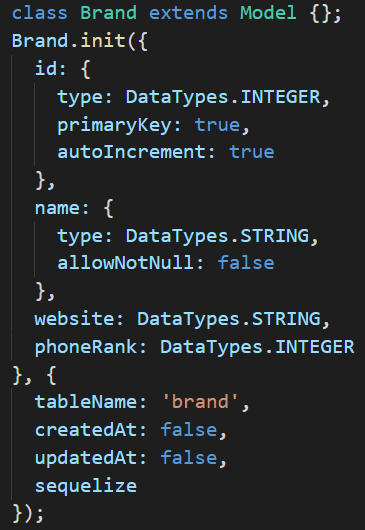 class Brand extends Model {};
Brand.init({
  id: {
    type: DataTypes.INTEGER,
    primaryKey: true,
    autoIncrement: true
  },
  name: {
    type: DataTypes.STRING,
    allowNotNull: false
  },
  website: DataTypes.STRING,
  phoneRank: DataTypes.INTEGER
}, {
  tableName: 'brand',
  createdAt: false,
  updatedAt: false,
  sequelize
});